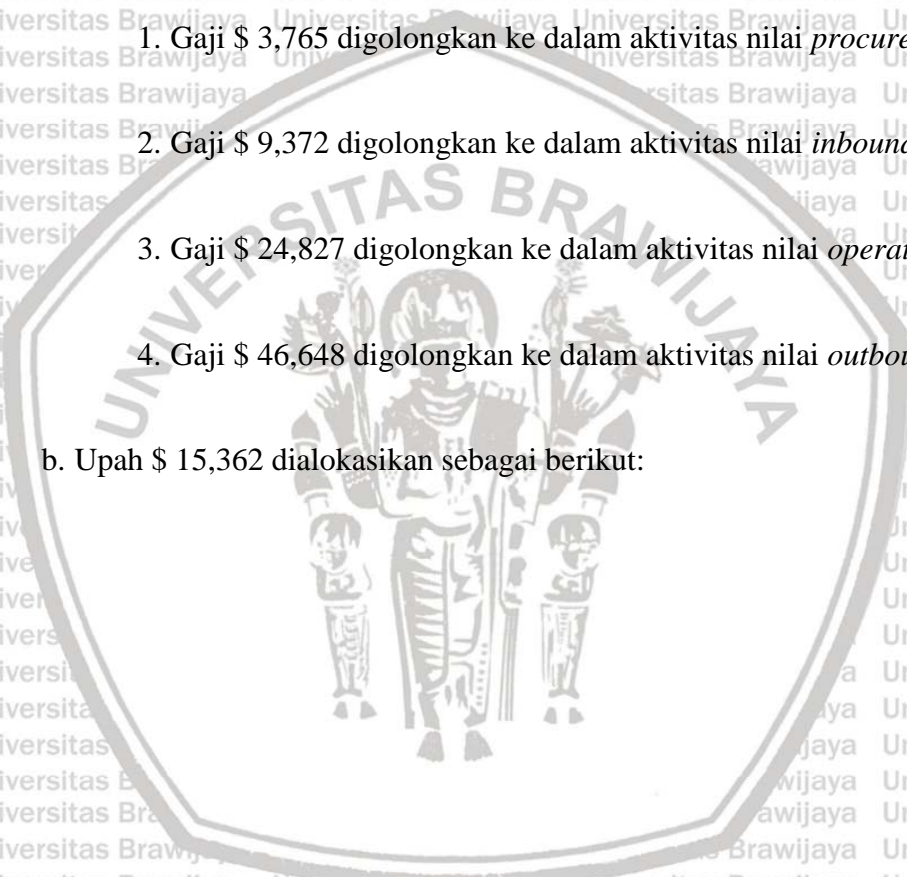 1. Gaji $ 3,765 digolongkan ke dalam aktivitas nilai procure
2. Gaji $ 9,372 digolongkan ke dalam aktivitas nilai inbound
3. Gaji $ 24,827 digolongkan ke dalam aktivitas nilai operat
4. Gaji $ 46,648 digolongkan ke dalam aktivitas nilai outbou
b. Upah $ 15,362 dialokasikan sebagai berikut:
UNIVERSITAS BRAWIJAYA